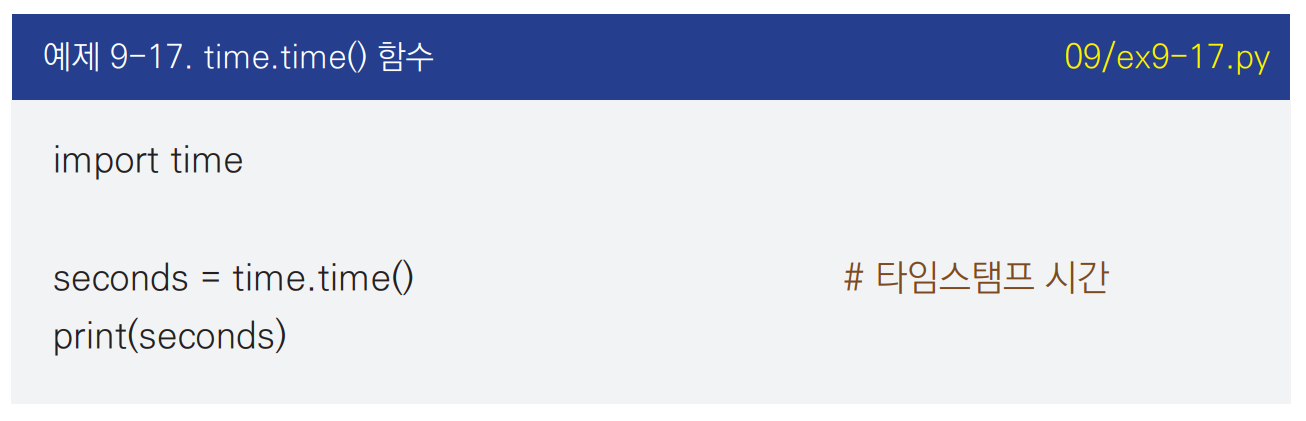 예제 9-17. time.time() 함수 09/ex9-17.py
import time
seconds = time.time() # 타임스탬프 시간
print(seconds)